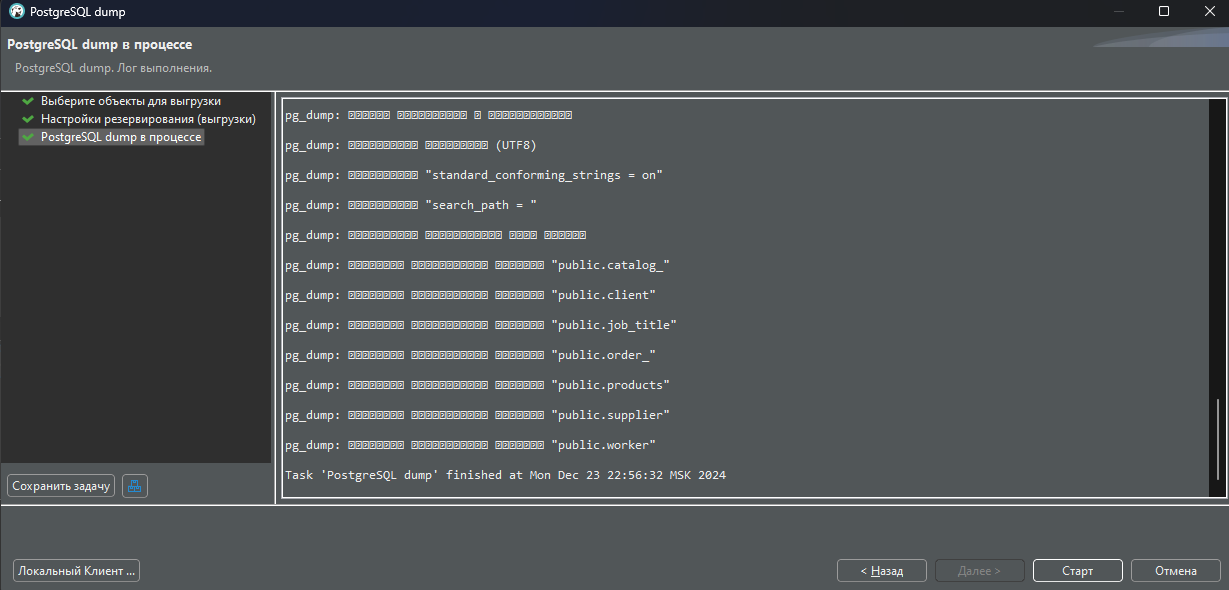 PostgreSQL dump
PostgreSQL dump в процессе
PostgreSQL dump. Лог выполнения.
Выберите объекты для выгрузки
Настройки резервирования (выгрузки)
PostgreSQL dump в процессе
pg_dump:
pg_dump: (UTF8)
pg_dump: "standard_conforming_strings = on"
pg_dump: "search_path = "
pg_dump:
pg_dump: "public.catalog_"
pg_dump: "public.client"
pg_dump: "public.job_title"
pg_dump: "public.order_"
pg_dump: "public.products"
pg_dump: "public.supplier"
pg_dump: "public.worker"
Task 'PostgreSQL dump' finished at Mon Dec 23 22:56:32 MSK 2024
Сохранить задачу
Локальный Клиент ...
< Назад
Далее >
Старт
Отмена